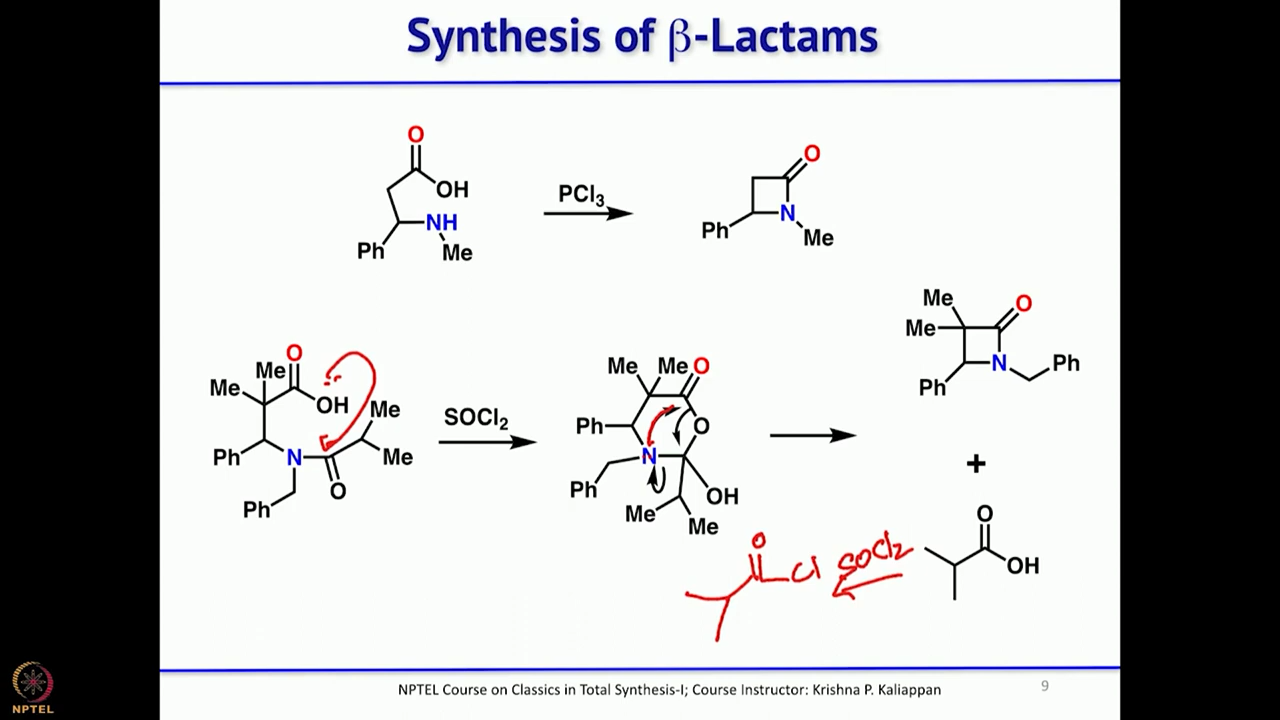 Synthesis of β-Lactams
O
OH
NH
Ph
Me
PCl₃
O
N
Ph
Me
Me
Me
O
N
Ph
Ph
O
Me
Me
OH
Me
Ph
N
Me
O
Ph
SOCl₂
Me
Me
O
Ph
O
N
Ph
OH
Me
Me
+
O
OH
O
Cl
SOCl₂
NPTEL Course on Classics in Total Synthesis-I; Course Instructor: Krishna P. Kaliappan
9
NPTEL